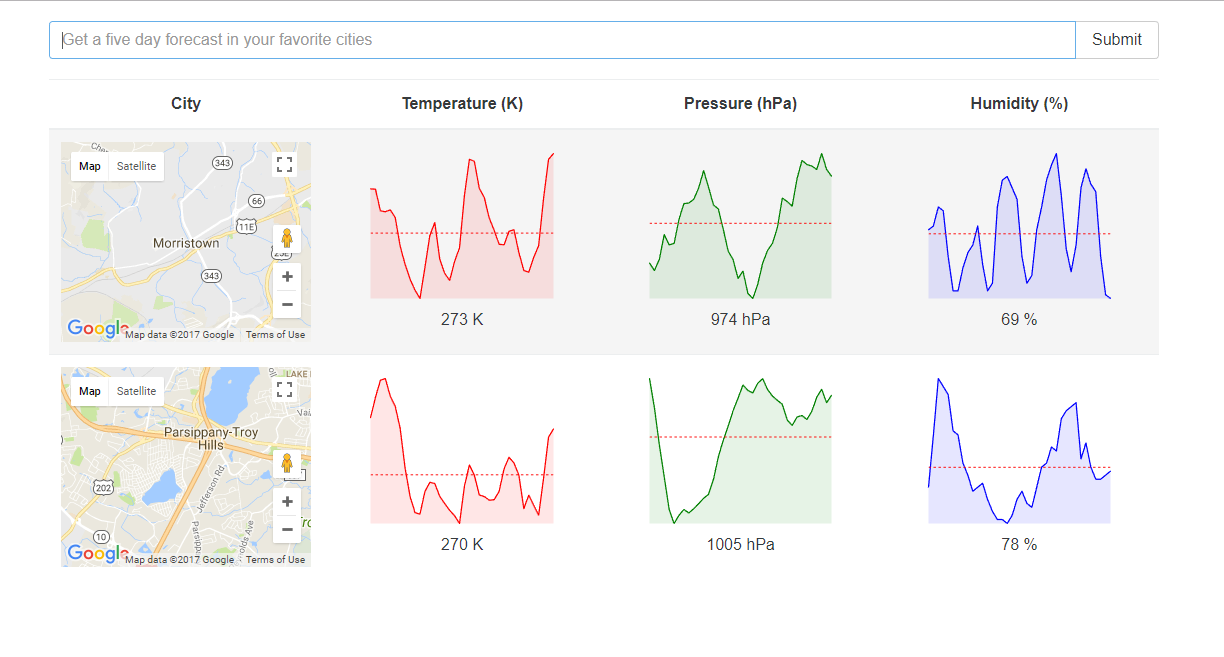 Get a five day forecast in your favorite cities
Submit
City Temperature (K) Pressure (hPa) Humidity (%)
Map Satellite
343
66
11E
Morristown
25E
343
Google
Map data ©2017 Google Terms of Use
273 K 974 hPa 69 %
Map Satellite
LAKE
Parsippany-Troy
Hills
202
Jefferson Rd.
10
Google
Map data ©2017 Google Terms of Use
270 K 1005 hPa 78 %